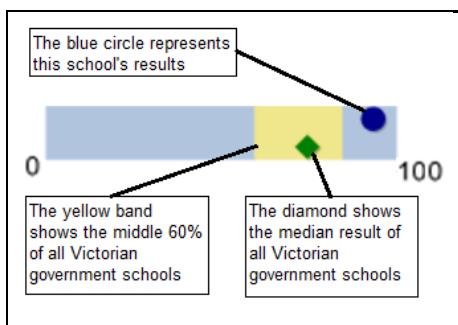 The blue circle represents
this school's results
0
100
The yellow band
shows the middle 60%
of all Victorian
government schools
The diamond shows
the median result of
all Victorian
government schools